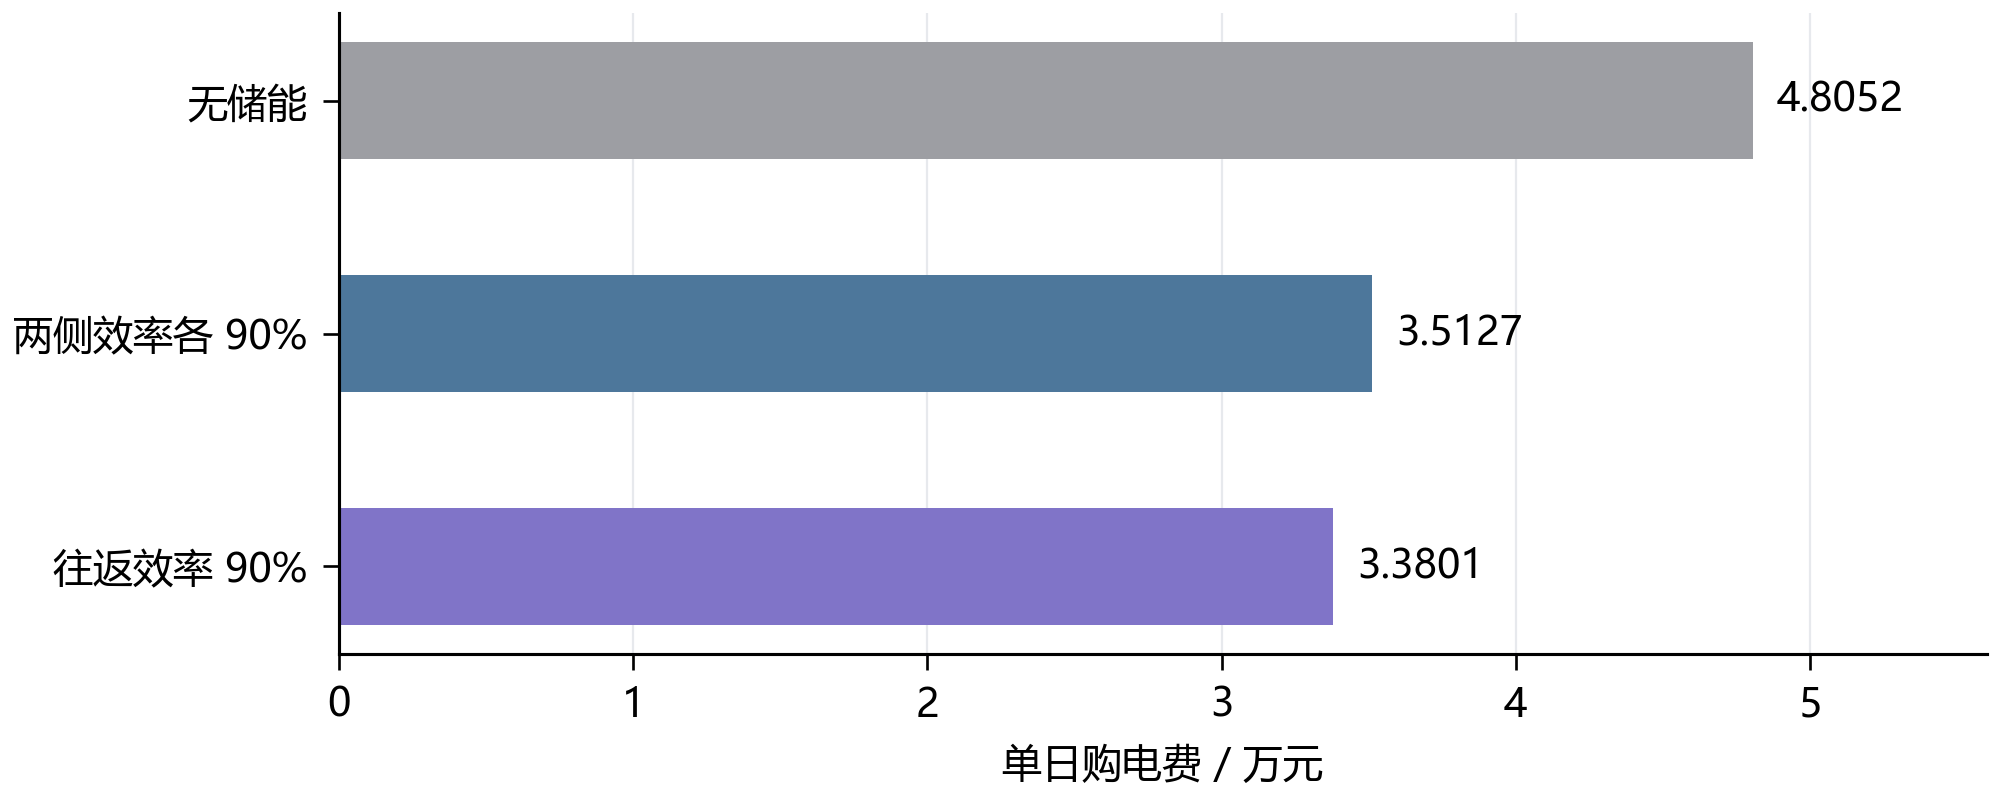 无储能 4.8052
两侧效率各 90% 3.5127
往返效率 90% 3.3801
0 1 2 3 4 5
单日购电费 / 万元